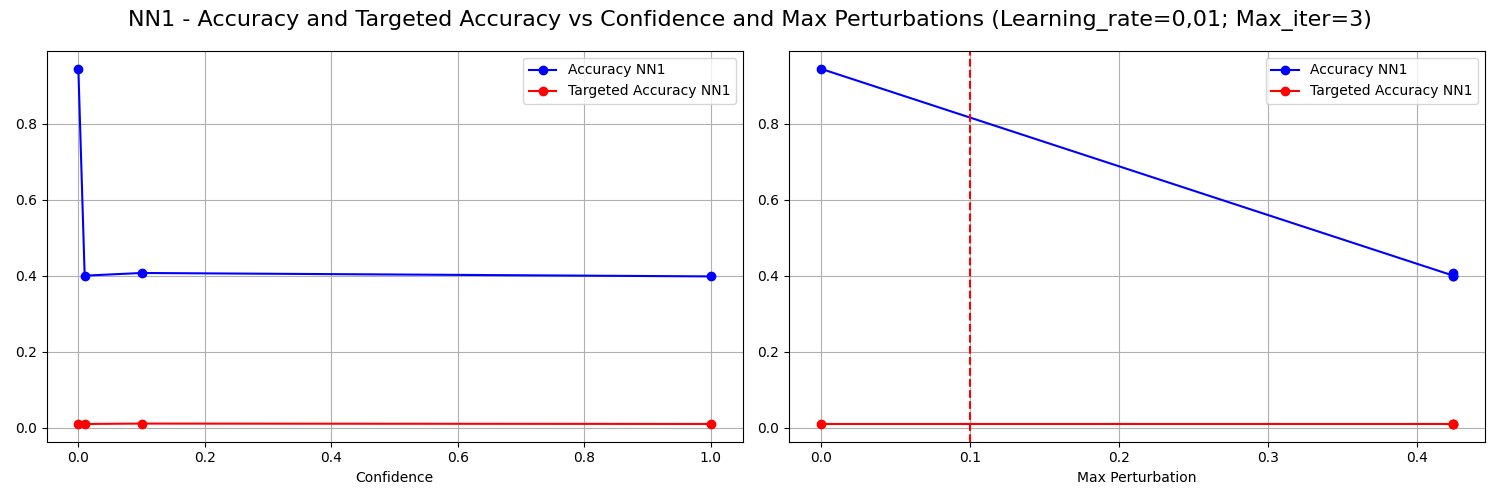 NN1 - Accuracy and Targeted Accuracy vs Confidence and Max Perturbations (Learning_rate=0,01; Max_iter=3)
Accuracy NN1
Targeted Accuracy NN1
0.8
0.6
0.4
0.2
0.0
0.0 0.2 0.4 0.6 0.8 1.0
Confidence
Accuracy NN1
Targeted Accuracy NN1
0.8
0.6
0.4
0.2
0.0
0.0 0.1 0.2 0.3 0.4
Max Perturbation